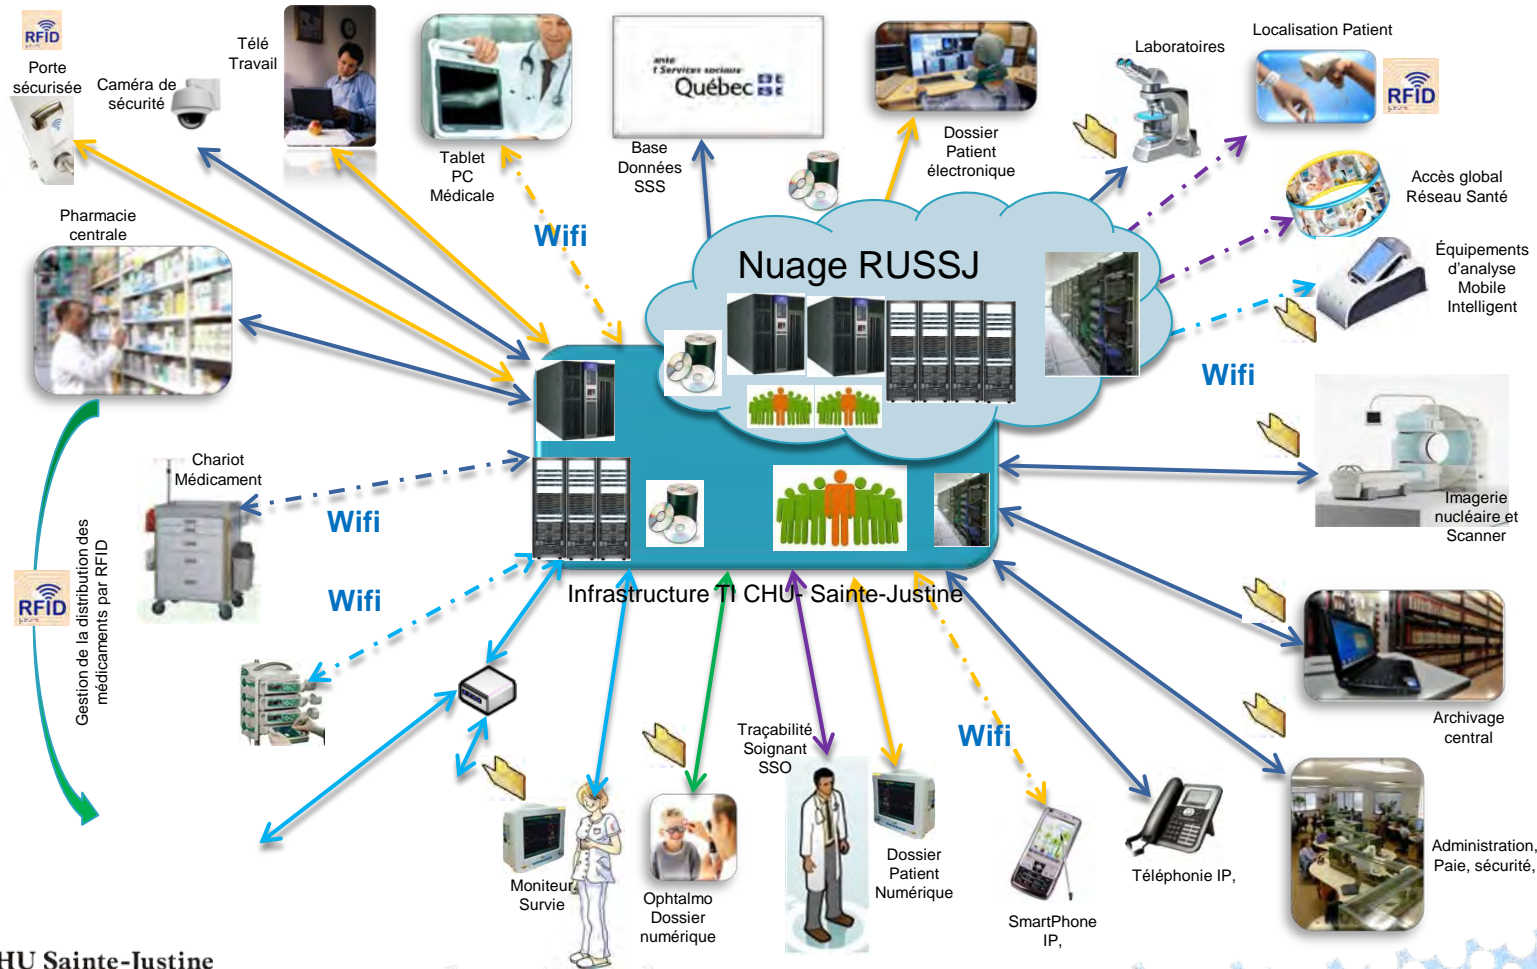 RFID
Porte
sécurisée
Caméra de
sécurité
Télé
Travail
Tablet
PC
Médicale
Santé
et Services sociaux
Québec
Base
Données
SSS
Dossier
Patient
électronique
Laboratoires
Localisation Patient
RFID
Accès global
Réseau Santé
Pharmacie
centrale
Wifi
Nuage RUSSJ
Équipements
d'analyse
Mobile
Intelligent
Wifi
Chariot
Médicament
Wifi
Imagerie
nucléaire et
Scanner
RFID
Gestion de la distribution des
médicaments par RFID
Wifi
Infrastructure TI CHU- Sainte-Justine
Archivage
central
Traçabilité
Soignant
SSO
Wifi
Moniteur
Survie
Ophtalmo
Dossier
numérique
Dossier
Patient
Numérique
SmartPhone
IP,
Téléphonie IP,
Administration,
Paie, sécurité,
HU Sainte-Justine